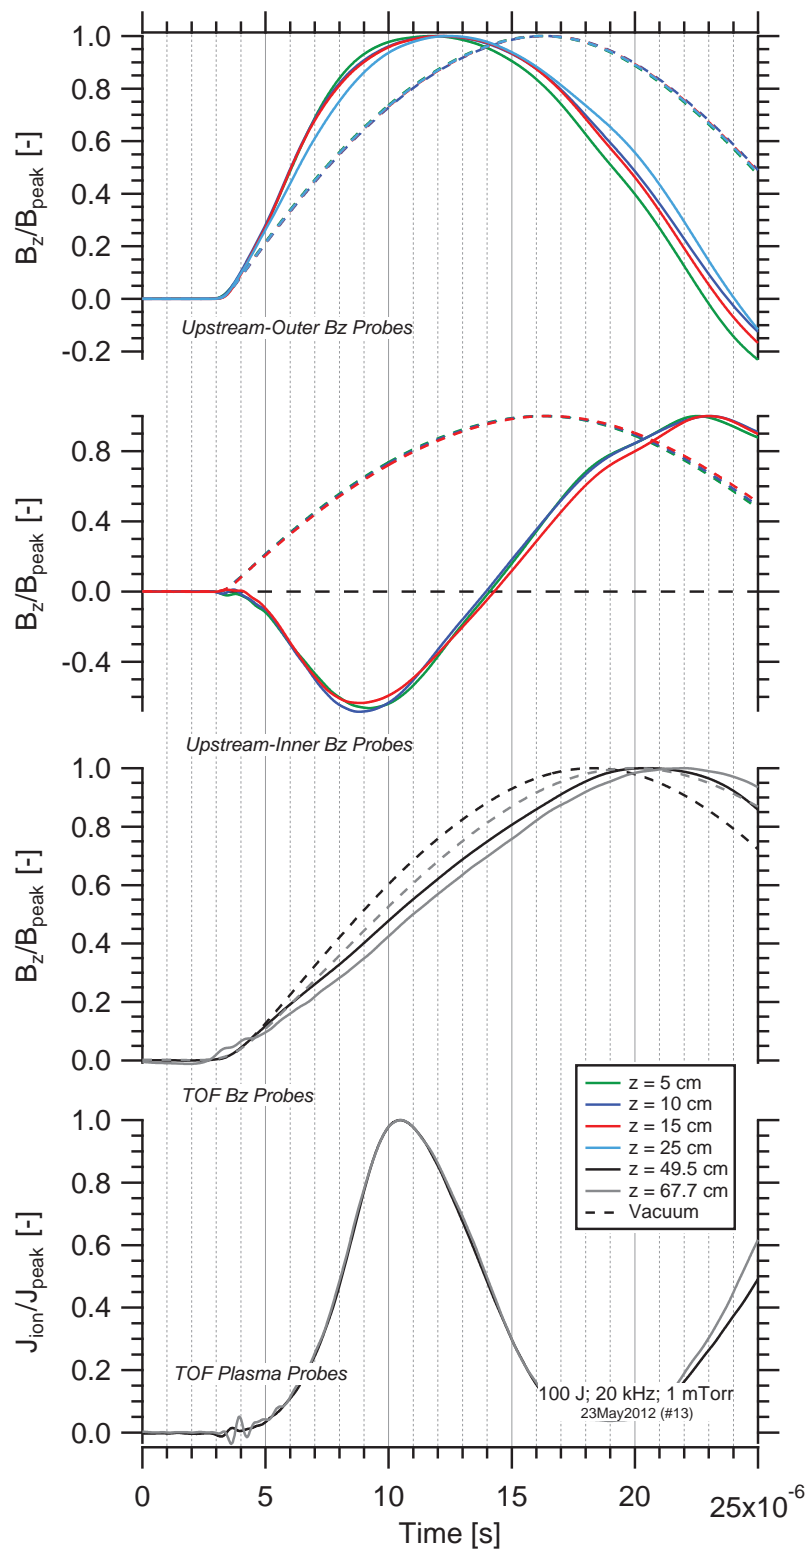 1.0
0.8
0.6
0.4
0.2
0.0
-0.2
B_z/B_peak [-]
Upstream-Outer Bz Probes
0.8
0.4
0.0
-0.4
B_z/B_peak [-]
Upstream-Inner Bz Probes
1.0
0.8
0.6
0.4
0.2
0.0
B_z/B_peak [-]
TOF Bz Probes
z = 5 cm
z = 10 cm
z = 15 cm
z = 25 cm
z = 49.5 cm
z = 67.7 cm
Vacuum
1.0
0.8
0.6
0.4
0.2
0.0
J_ion/J_peak [-]
TOF Plasma Probes
100 J; 20 kHz; 1 mTorr
23May2012 (#13)
0 5 10 15 20 25x10^-6
Time [s]